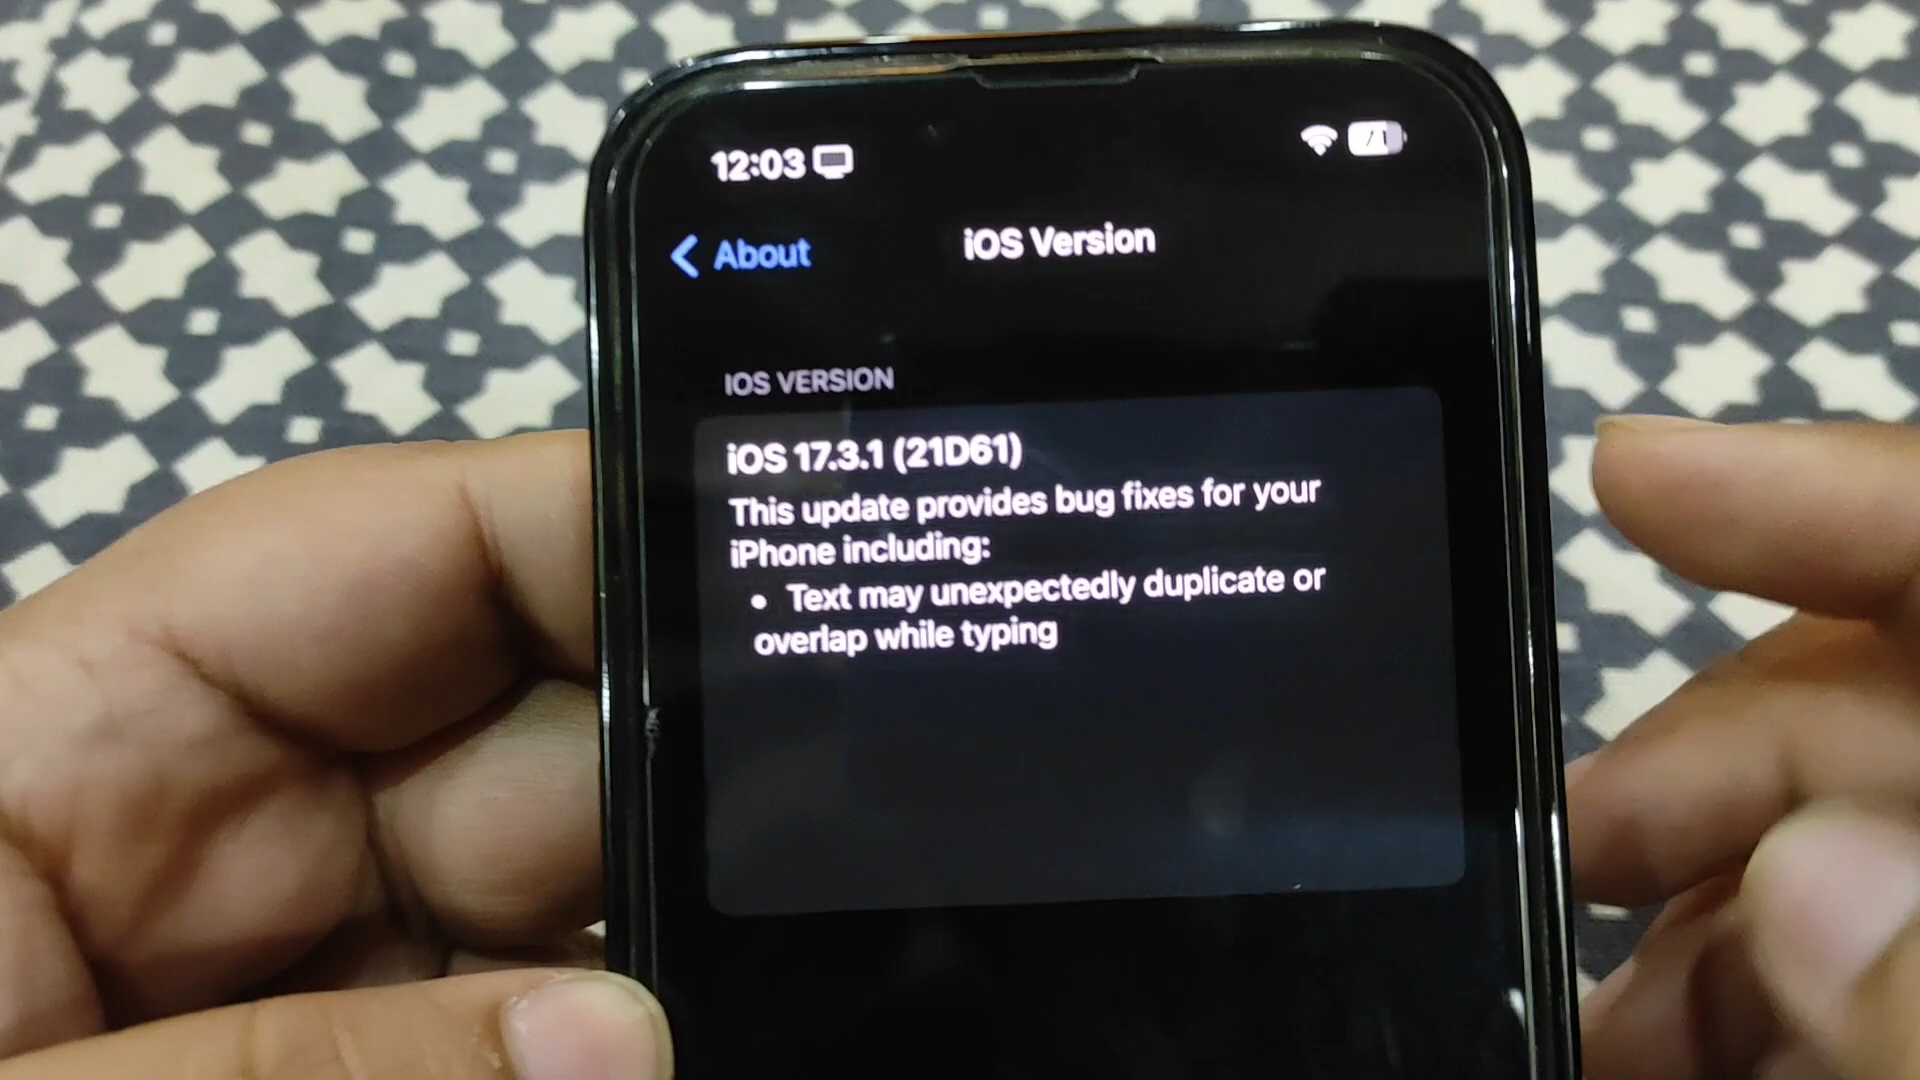 12:03
71
About
iOS Version
IOS VERSION
iOS 17.3.1 (21D61)
This update provides bug fixes for your
iPhone including:
• Text may unexpectedly duplicate or
overlap while typing